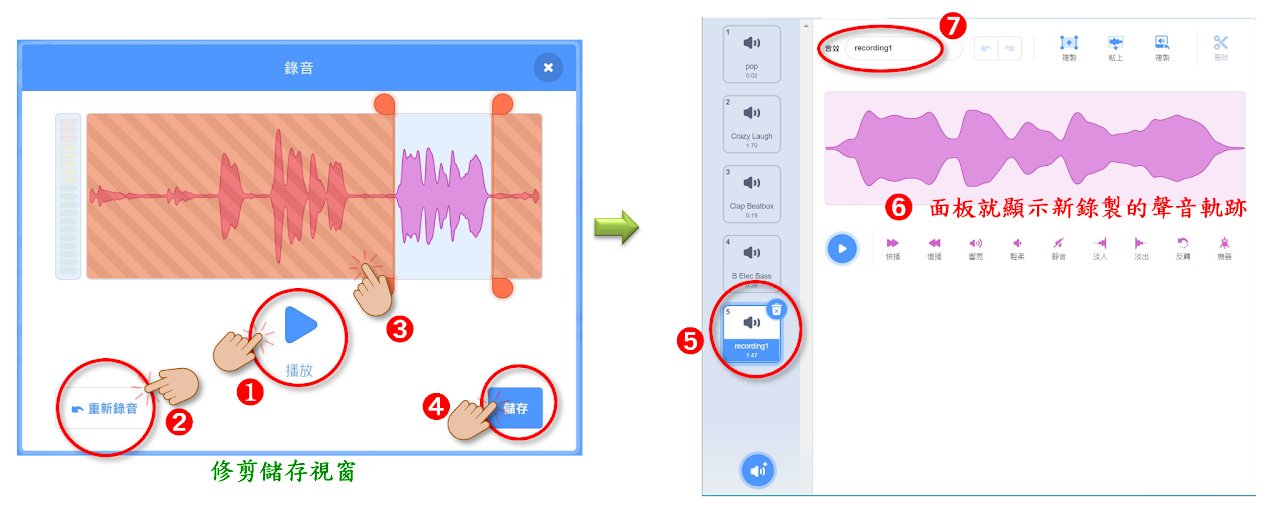 錄音
播放
重新錄音
儲存
1
2
3
4
修剪儲存視窗
1
pop
0.02
2
Crazy Laugh
1.70
3
Clap Beatbox
0.19
4
B Elec Bass
5
recording1
1.47
5
7
音效
recording1
複製
貼上
複製
刪除
6 面板就顯示新錄製的聲音軌跡
快播
慢播
響亮
輕柔
靜音
淡入
淡出
反轉
機器